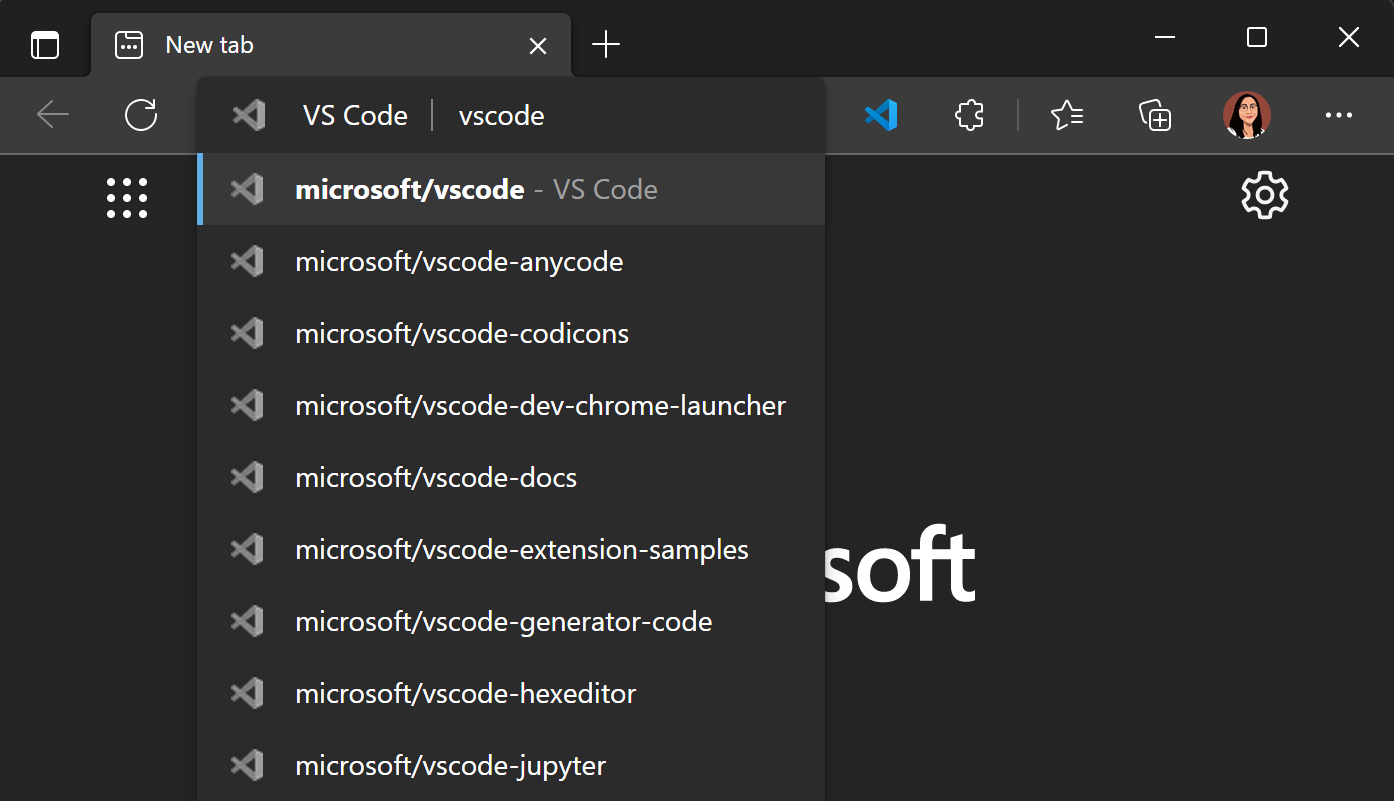 New tab
VS Code | vscode
microsoft/vscode - VS Code
microsoft/vscode-anycode
microsoft/vscode-codicons
microsoft/vscode-dev-chrome-launcher
microsoft/vscode-docs
microsoft/vscode-extension-samples
soft
microsoft/vscode-generator-code
microsoft/vscode-hexeditor
microsoft/vscode-jupyter